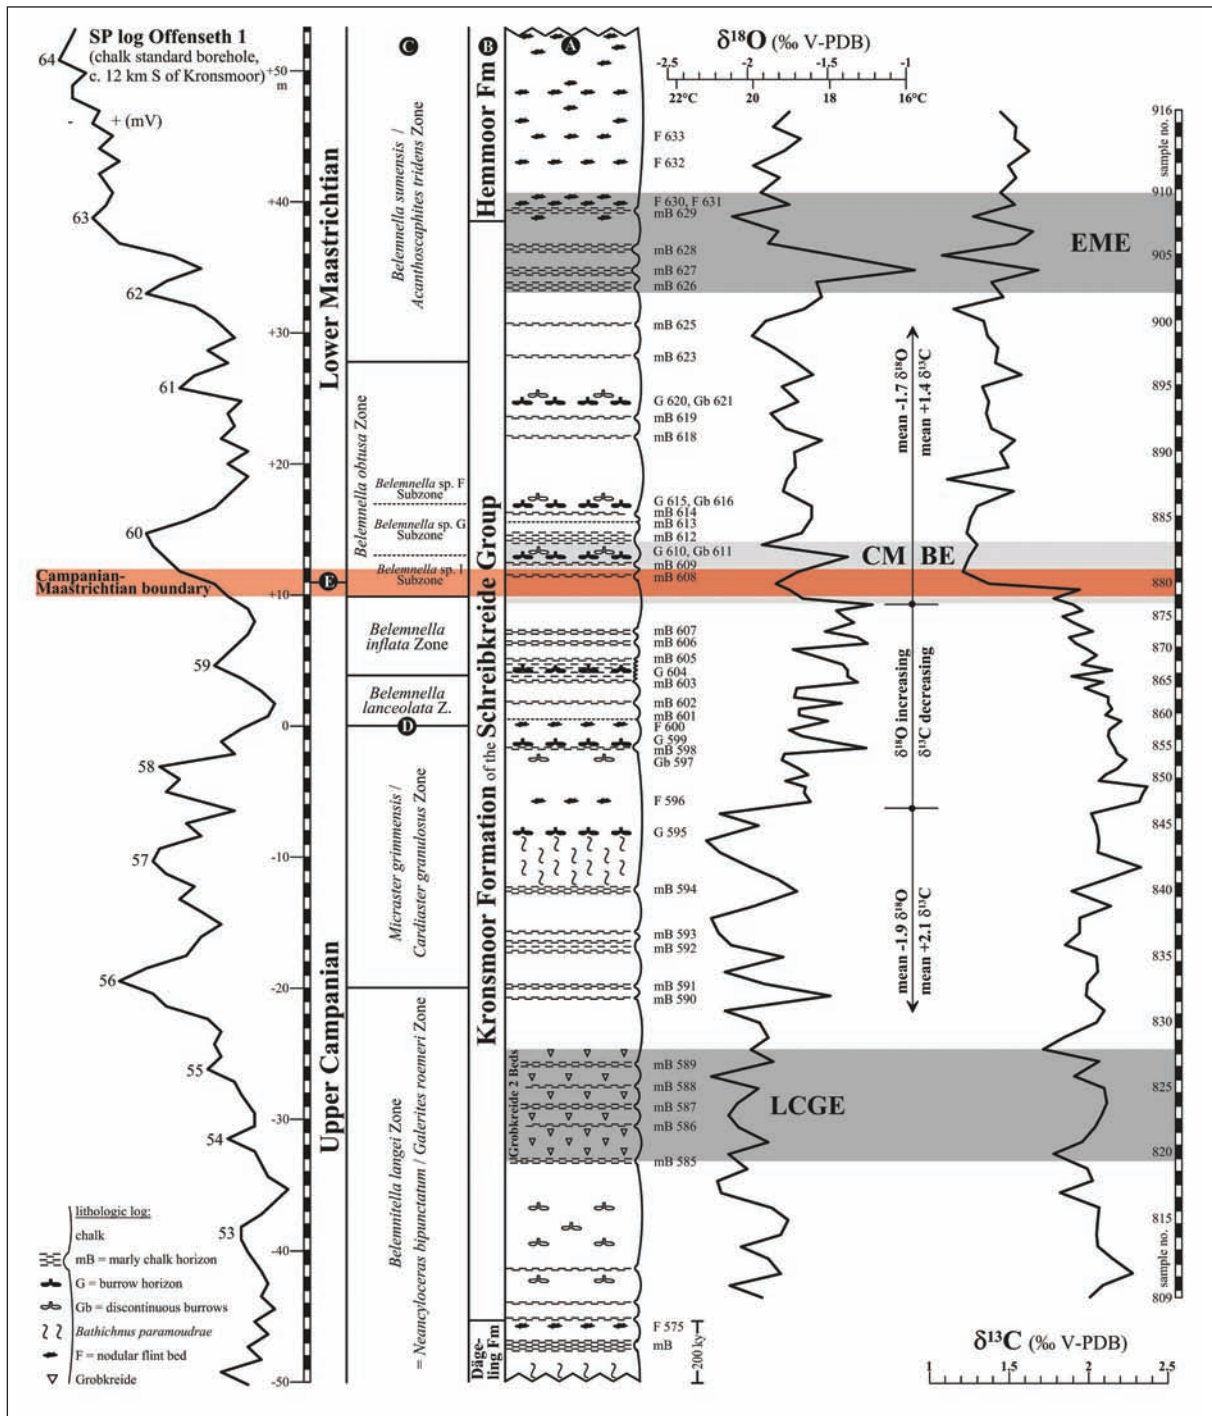 SP log Offenseth 1
(chalk standard borehole,
c. 12 km S of Kronsmoor)
- + (mV)
64
63
62
61
60
59
58
57
56
55
54
53
+50
m
+40
+30
+20
+10
0
-10
-20
-30
-40
-50
Campanian-
Maastrichtian boundary
E
Lower Maastrichtian
Upper Campanian
C
Belemnella sumensis /
Acanthoscaphites tridens Zone
Belemnella obtusa Zone
Belemnella sp. F
Subzone
Belemnella sp. G
Subzone
Belemnella sp. I
Subzone
Belemnella
inflata Zone
Belemnella
lanceolata Z.
D
Micraster grimmensis /
Cardiaster granulosus Zone
Belemnitella langei Zone
= Neancyloceras bipunctatum / Galerites roemeri Zone
B
Hemmoor Fm
Kronsmoor Formation of the Schreibkreide Group
Däge-
ling Fm
A
Grobkreide 2 Beds
F 633
F 632
F 630, F 631
mB 629
mB 628
mB 627
mB 626
mB 625
mB 623
G 620, Gb 621
mB 619
mB 618
G 615, Gb 616
mB 614
mB 613
mB 612
G 610, Gb 611
mB 609
mB 608
mB 607
mB 606
mB 605
G 604
mB 603
mB 602
mB 601
F 600
G 599
mB 598
Gb 597
F 596
G 595
mB 594
mB 593
mB 592
mB 591
mB 590
mB 589
mB 588
mB 587
mB 586
mB 585
F 575
mB
200 ky
δ18O (‰ V-PDB)
-2.5 -2 -1.5 -1
22°C 20 18 16°C
EME
CMBE
LCGE
mean -1.7 δ18O
mean +1.4 δ13C
δ18O increasing
δ13C decreasing
mean -1.9 δ18O
mean +2.1 δ13C
916
sample no.
910
905
900
895
890
885
880
875
870
865
860
855
850
845
840
835
830
825
820
815
sample no.
809
δ13C (‰ V-PDB)
1 1.5 2 2.5
lithologic log:
chalk
mB = marly chalk horizon
G = burrow horizon
Gb = discontinuous burrows
Bathichnus paramoudrae
F = nodular flint bed
Grobkreide